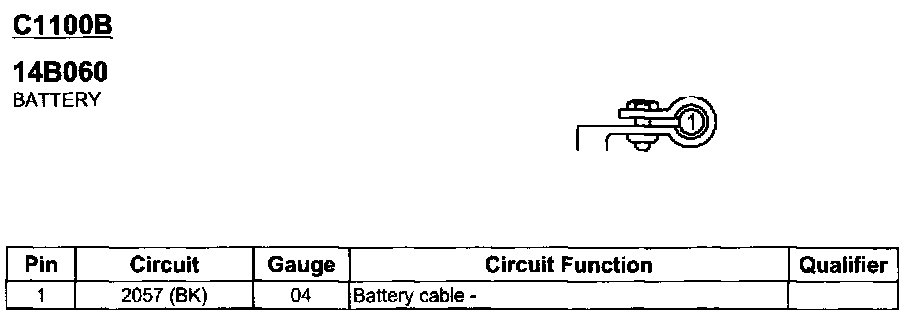 C1100B
14B060
BATTERY
1
Pin Circuit Gauge Circuit Function Qualifier
1 2057 (BK) 04 Battery cable -